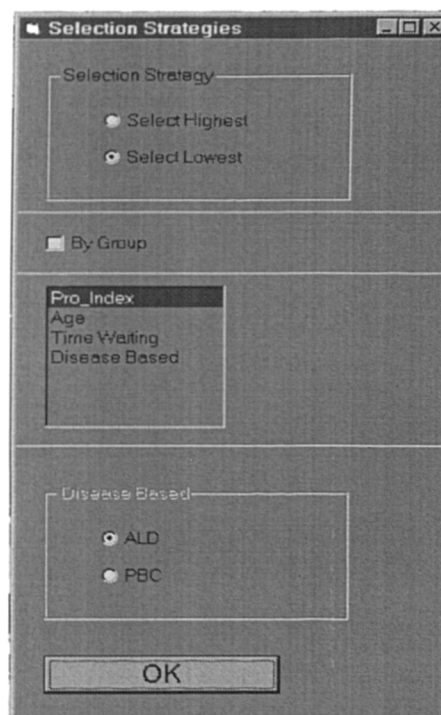 Selection Strategies
Selection Strategy
Select Highest
Select Lowest
By Group
Pro_Index
Age
Time Waiting
Disease Based
Disease Based
ALD
PBC
OK